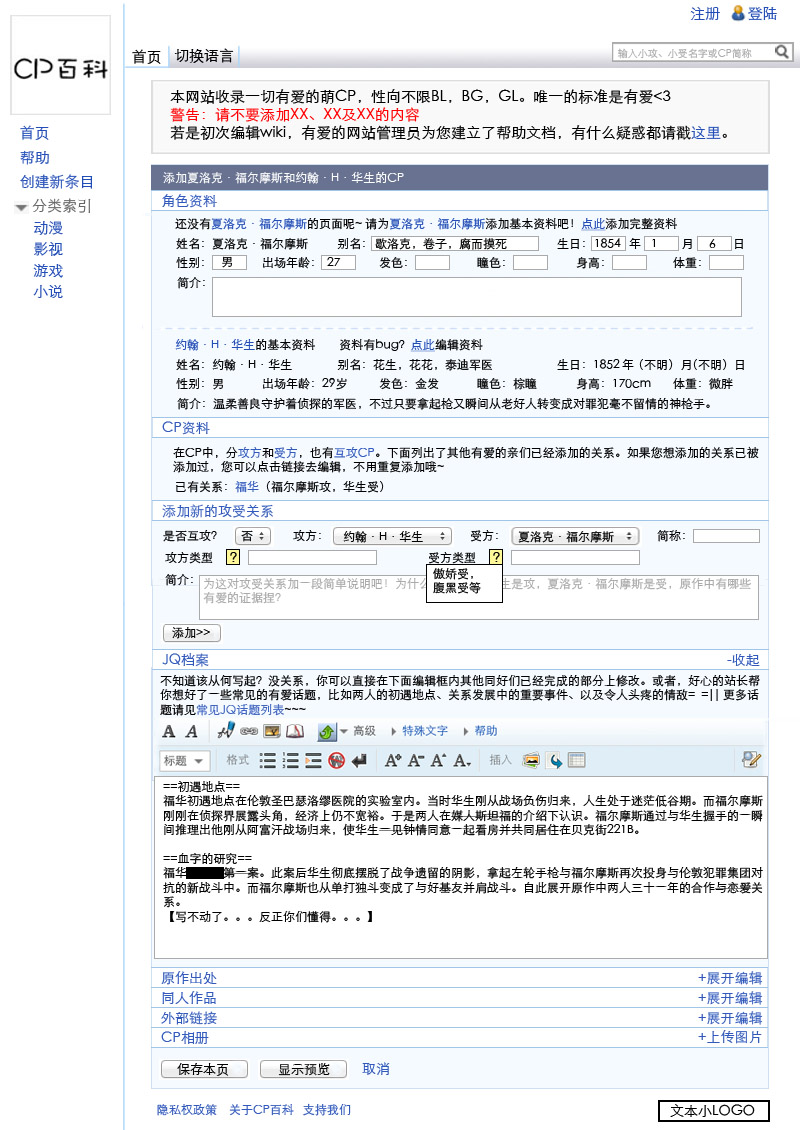 注册 登陆
CP百科
首页 切换语言
输入小攻、小受名字或CP简称
首页
帮助
创建新条目
分类索引
动漫
影视
游戏
小说
本网站收录一切有爱的萌CP，性向不限BL，BG，GL。唯一的标准是有爱<3
警告：请不要添加XX、XX及XX的内容
若是初次编辑wiki，有爱的网站管理员为您建立了帮助文档，有什么疑惑都请戳这里。
添加夏洛克·福尔摩斯和约翰·H·华生的CP
角色资料
还没有夏洛克·福尔摩斯的页面呢~ 请为夏洛克·福尔摩斯添加基本资料吧！点此添加完整资料
姓名：夏洛克·福尔摩斯 别名：歇洛克，卷子，腐而摸死 生日：1854 年 1 月 6 日
性别：男 出场年龄：27 发色： 瞳色： 身高： 体重：
简介：
约翰·H·华生的基本资料 资料有bug？点此编辑资料
姓名：约翰·H·华生 别名：花生，花花，泰迪军医 生日：1852 年（不明）月（不明）日
性别：男 出场年龄：29岁 发色：金发 瞳色：棕瞳 身高：170cm 体重：微胖
简介：温柔善良守护着侦探的军医，不过只要拿起枪又瞬间从老好人转变成对罪犯毫不留情的神枪手。
CP资料
在CP中，分攻方和受方，也有互攻CP。下面列出了其他有爱的亲们已经添加的关系。如果您想添加的关系已被
添加过，您可以点击链接去编辑，不用重复添加哦~
已有关系：福华（福尔摩斯攻，华生受）
添加新的攻受关系
是否互攻？ 否 攻方： 约翰·H·华生 受方： 夏洛克·福尔摩斯 简称：
攻方类型 ? 受方类型 ?
傲娇受，
腹黑受等
简介：为这对攻受关系加一段简单说明吧！为什么 生是攻，夏洛克·福尔摩斯是受，原作中有哪些
有爱的证据捏？
添加>>
JQ档案 -收起
不知道该从何写起？没关系，你可以直接在下面编辑框内其他同好们已经完成的部分上修改。或者，好心的站长帮
你想好了一些常见的有爱话题，比如两人的初遇地点、关系发展中的重要事件、以及令人头疼的情敌= =|| 更多话
题请见常见JQ话题列表~~~
A A 高级 特殊文字 帮助
标题 格式 A A A A 插入
==初遇地点==
福华初遇地点在伦敦圣巴瑟洛缪医院的实验室内。当时华生刚从战场负伤归来，人生处于迷茫低谷期。而福尔摩斯
刚刚在侦探界展露头角，经济上仍不宽裕。于是两人在媒人斯坦福的介绍下认识。福尔摩斯通过与华生握手的一瞬
间推理出他刚从阿富汗战场归来，使华生一见钟情同意一起看房并共同居住在贝克街221B。
==血字的研究==
福华第一案。此案后华生彻底摆脱了战争遗留的阴影，拿起左轮手枪与福尔摩斯再次投身与伦敦犯罪集团对
抗的新战斗中。而福尔摩斯也从单打独斗变成了与好基友并肩战斗。自此展开原作中两人三十一年的合作与恋爱关
系。
【写不动了。。。反正你们懂得。。。】
原作出处 +展开编辑
同人作品 +展开编辑
外部链接 +展开编辑
CP相册 +上传图片
保存本页 显示预览 取消
隐私权政策 关于CP百科 支持我们
文本小LOGO